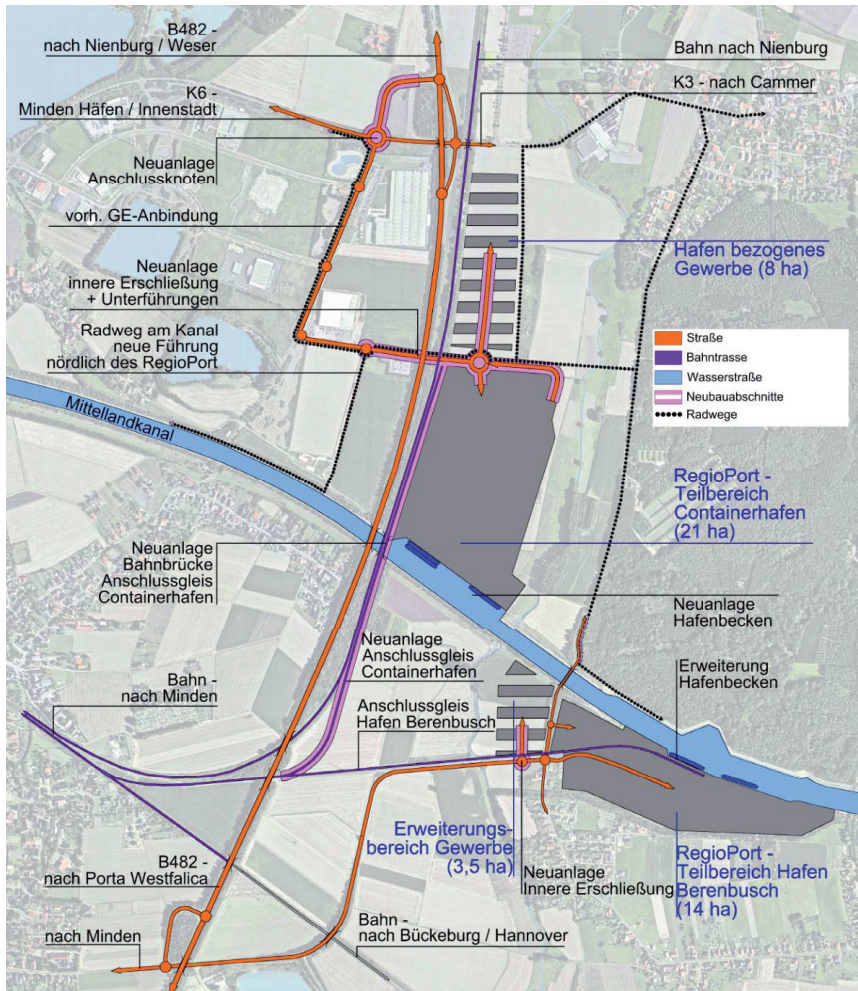 B482 -
nach Nienburg / Weser
K6 -
Minden Häfen / Innenstadt
Neuanlage
Anschlussknoten
vorh. GE-Anbindung
Neuanlage
innere Erschließung
+ Unterführungen
Radweg am Kanal
neue Führung
nördlich des RegioPort
Bahn nach Nienburg
K3 - nach Cammer
Hafen bezogenes
Gewerbe (8 ha)
Straße
Bahntrasse
Wasserstraße
Neubauabschnitte
Radwege
Mittellandkanal
RegioPort -
Teilbereich
Containerhafen
(21 ha)
Neuanlage
Bahnbrücke
Anschlussgleis
Containerhafen
Neuanlage
Hafenbecken
Neuanlage
Anschlussgleis
Containerhafen
Erweiterung
Hafenbecken
Bahn -
nach Minden
Anschlussgleis
Hafen Berenbusch
Erweiterungs-
bereich Gewerbe
(3,5 ha)
Neuanlage
Innere Erschließung
RegioPort -
Teilbereich Hafen
Berenbusch
(14 ha)
B482 -
nach Porta Westfalica
nach Minden
Bahn -
nach Bückeburg / Hannover